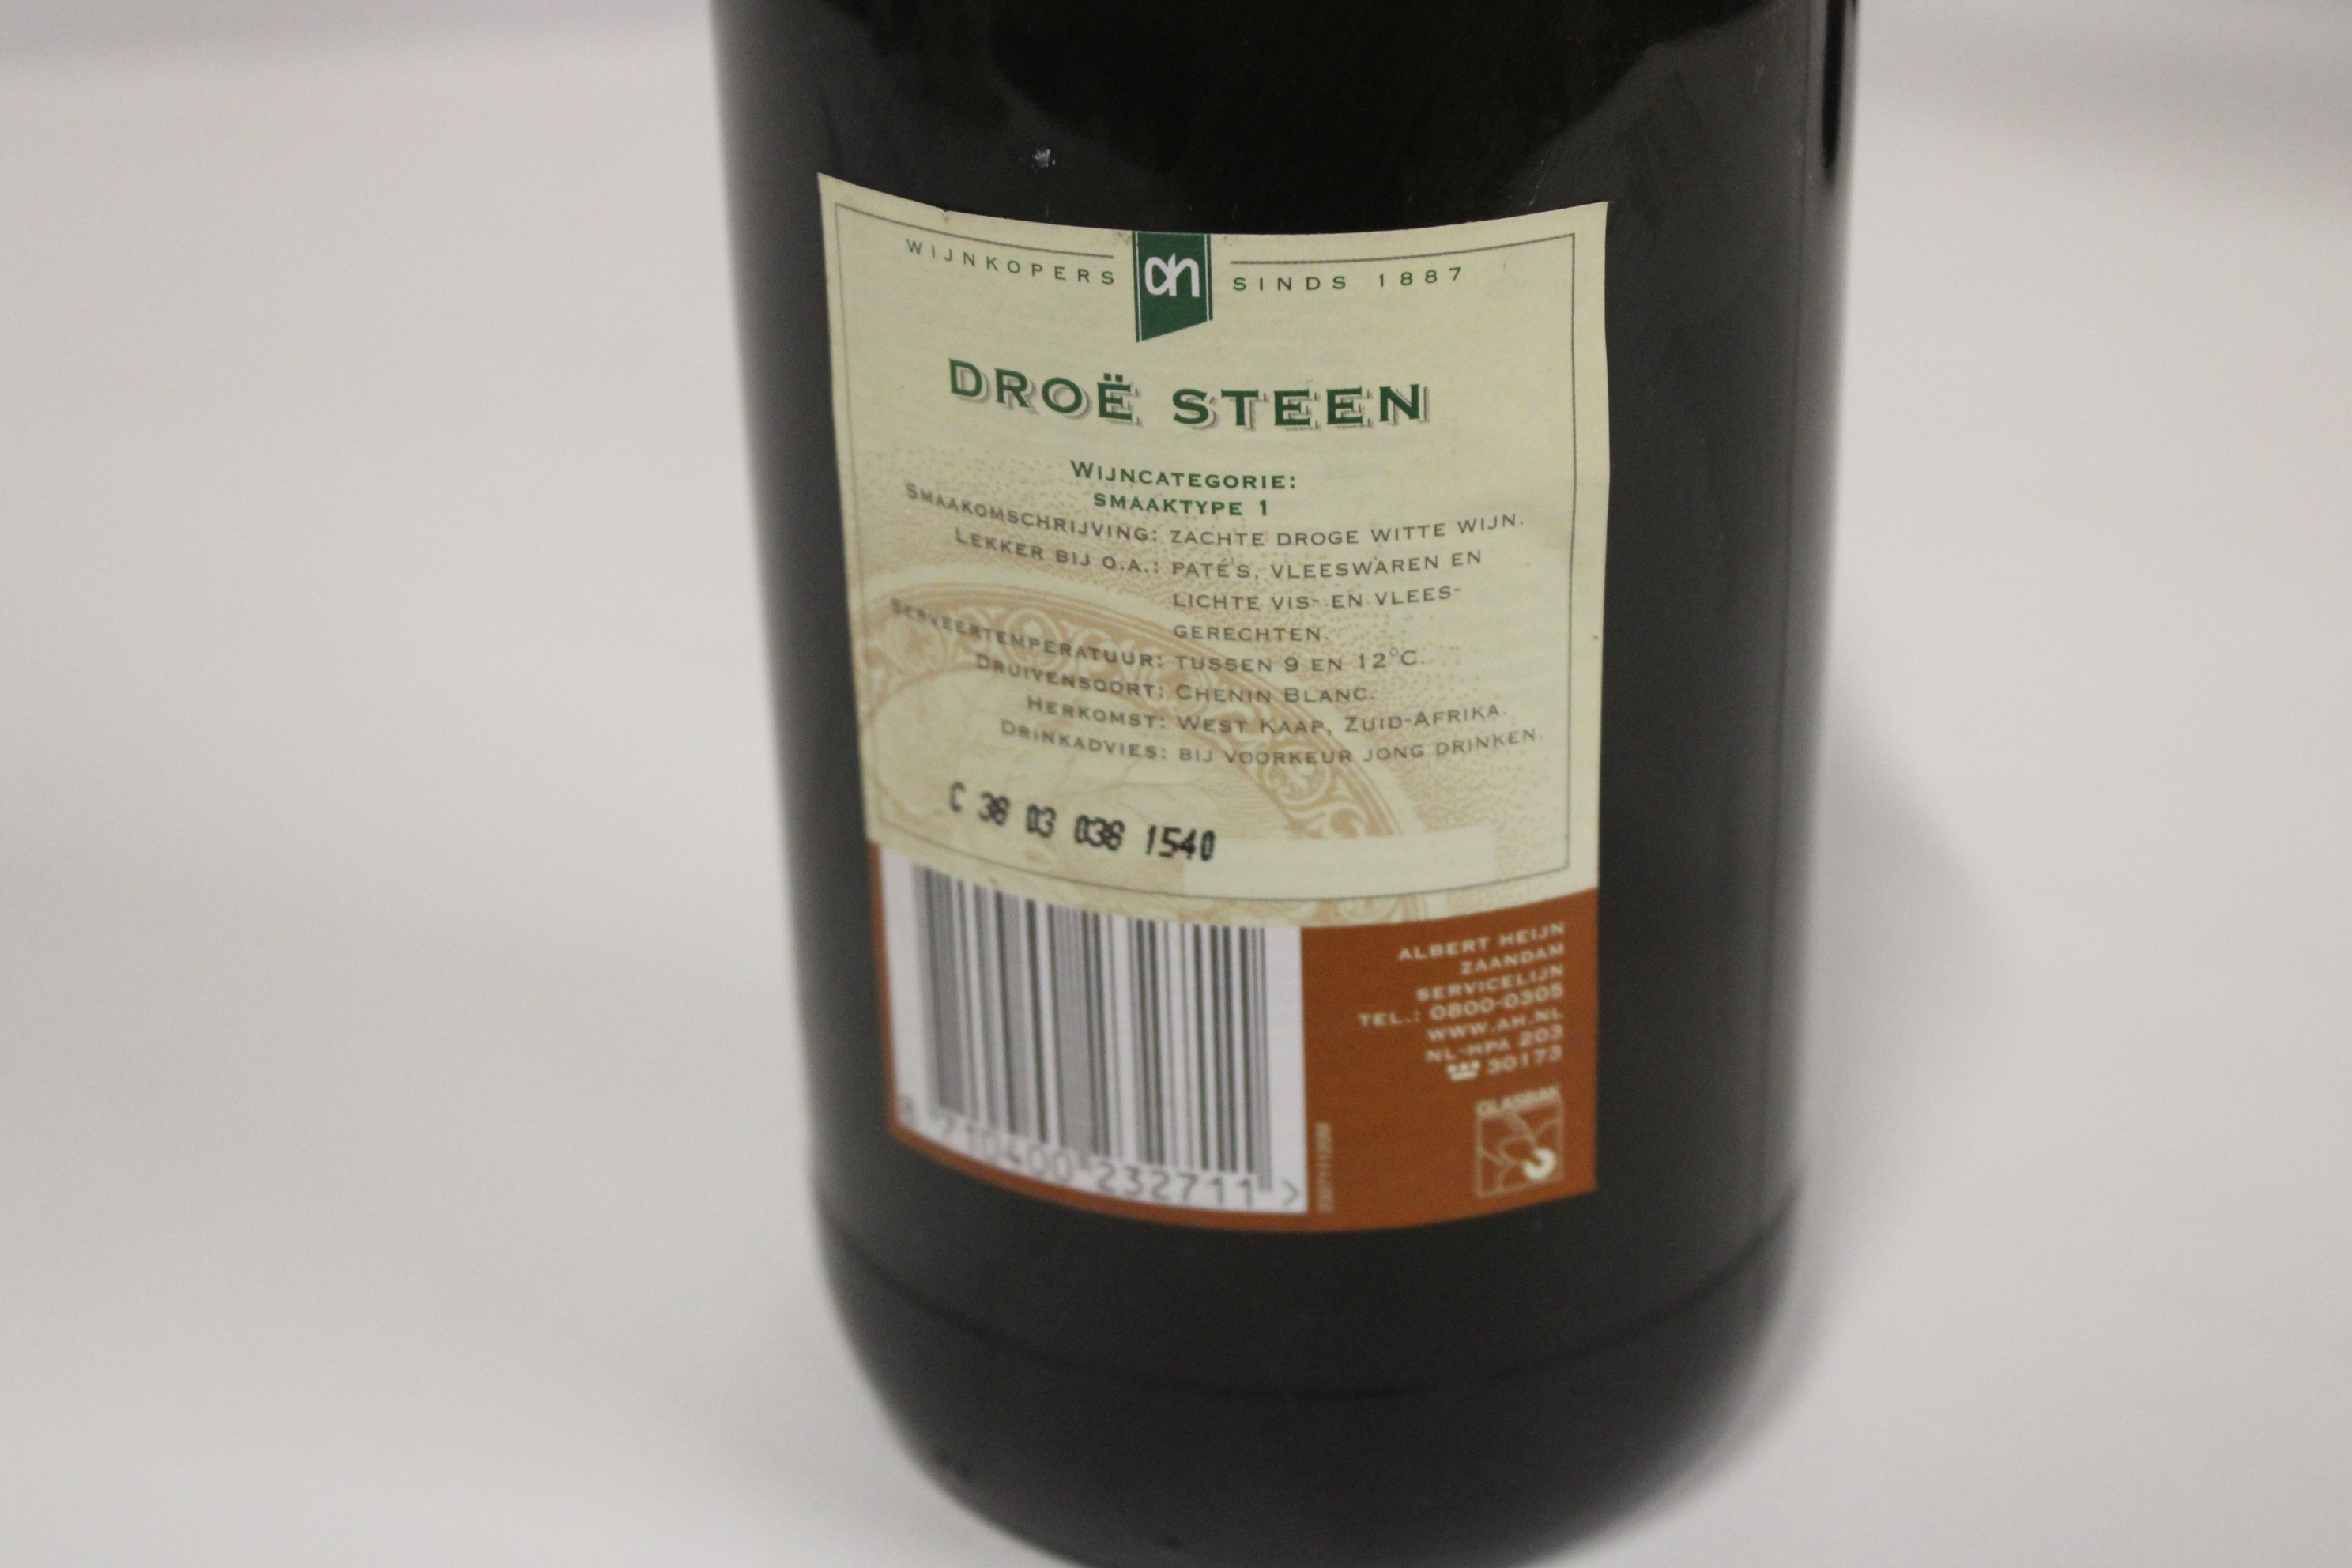 WIJNKOPERS ah SINDS 1887
DROË STEEN
WIJNCATEGORIE:
SMAAKTYPE 1
SMAAKOMSCHRIJVING: ZACHTE DROGE WITTE WIJN.
LEKKER BIJ O.A.: PATÉ'S, VLEESWAREN EN
LICHTE VIS- EN VLEES-
GERECHTEN.
SERVEERTEMPERATUUR: TUSSEN 9 EN 12°C.
DRUIVENSOORT: CHENIN BLANC.
HERKOMST: WEST KAAP, ZUID-AFRIKA.
DRINKADVIES: BIJ VOORKEUR JONG DRINKEN.
C 38 03 038 1540
8 710400 232711 >
ALBERT HEIJN
ZAANDAM
SERVICELIJN
TEL.: 0800-0305
WWW.AH.NL
NL-HPA 203
30173
GLASBAK